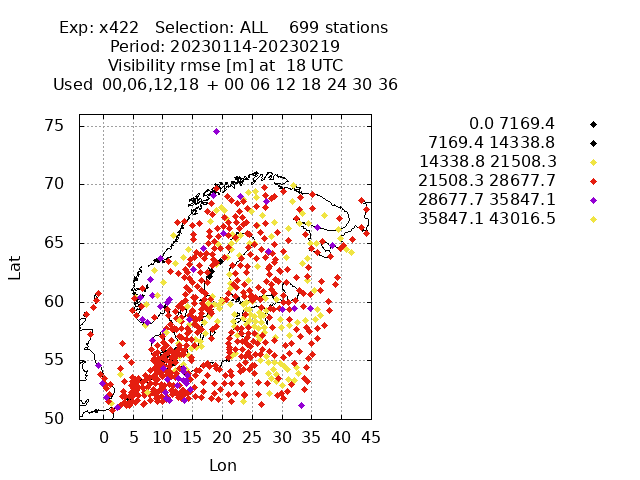 Exp: x422   Selection: ALL    699 stations
Period: 20230114-20230219
Visibility rmse [m] at  18 UTC
Used  00,06,12,18 + 00 06 12 18 24 30 36
0.0 7169.4
7169.4 14338.8
14338.8 21508.3
21508.3 28677.7
28677.7 35847.1
35847.1 43016.5
75
70
65
60
55
50
Lat
0 5 10 15 20 25 30 35 40 45
Lon